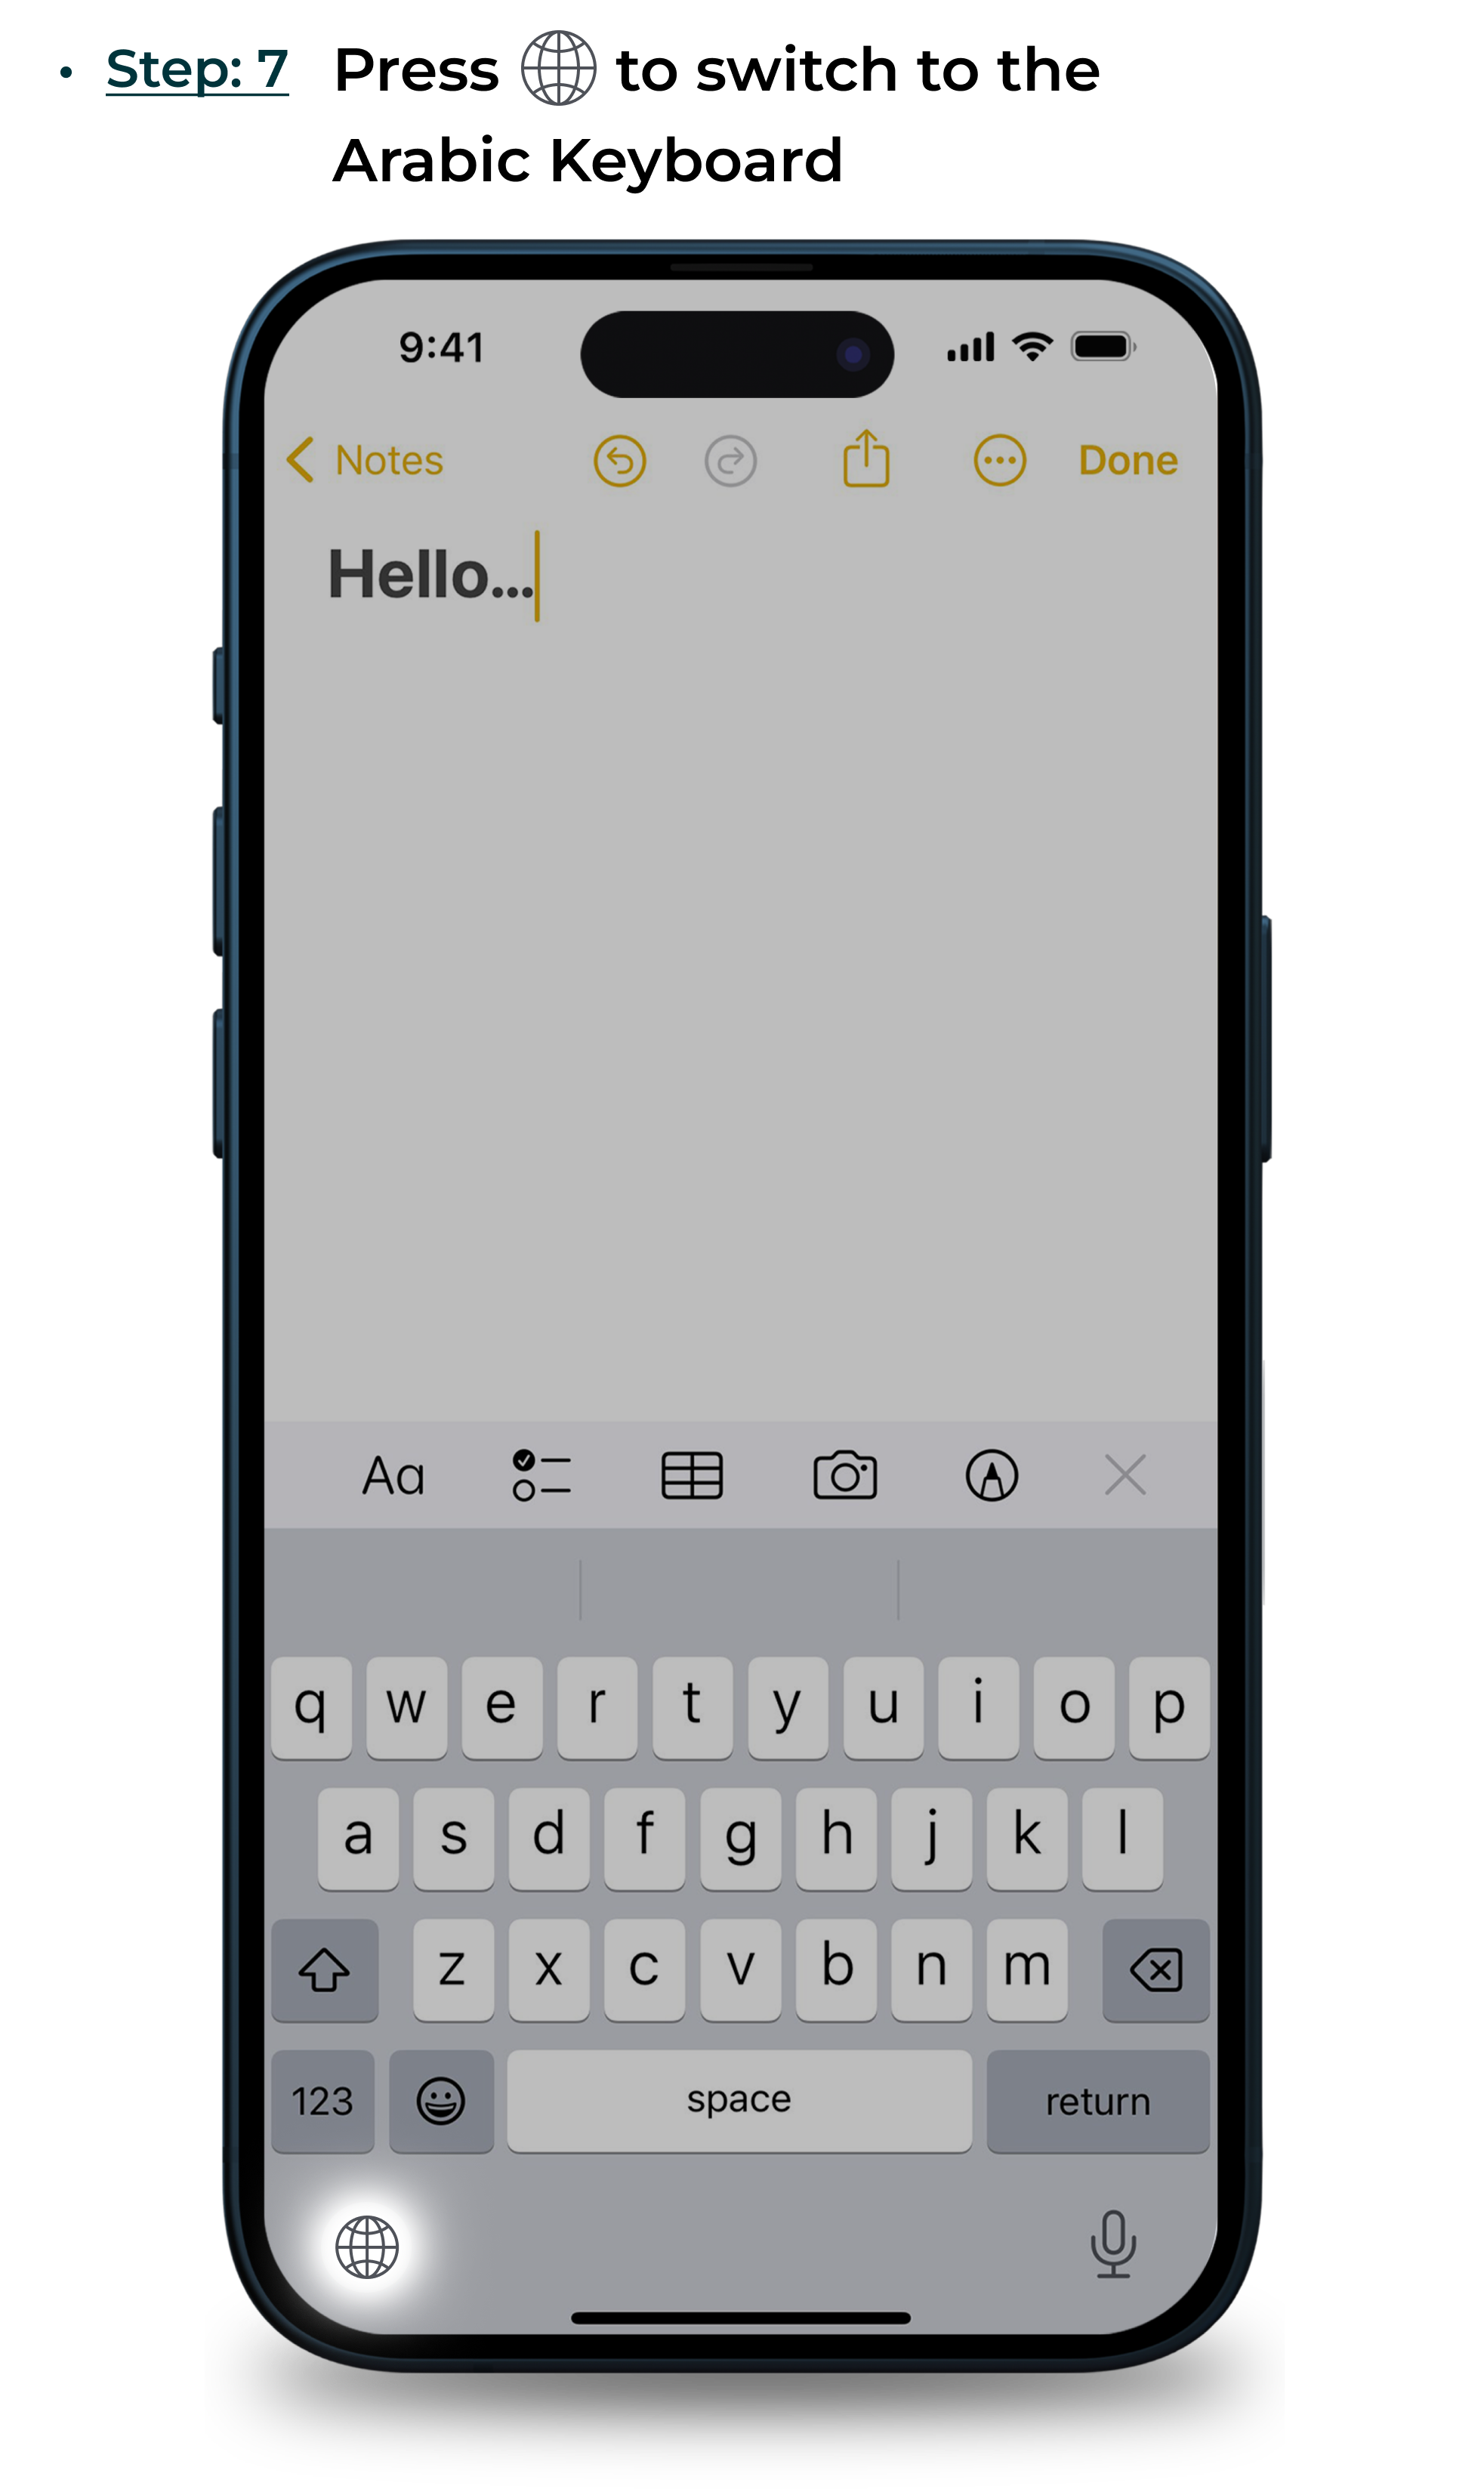 • Step: 7 Press to switch to the
Arabic Keyboard
9:41
Notes Done
Hello...
Aa
q w e r t y u i o p
a s d f g h j k l
z x c v b n m
123 space return